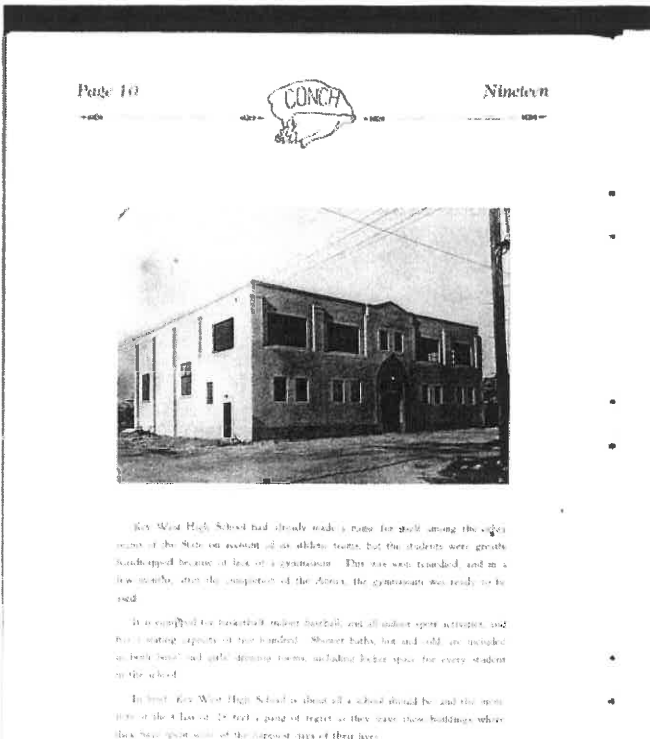 Page 10
CONCH
Nineteen
Key West High School had already made a name for itself among the other
teams of the State on account of its athletic teams, but the students were greatly
handicapped because of lack of a gymnasium. This was soon remedied, and in a
few months, after the completion of the Annex, the gymnasium was ready to be
used.
It is equipped for basketball, indoor baseball, and all indoor sport activities, and
has a seating capacity of five hundred. Shower baths, hot and cold, are included
in both boys' and girls' dressing rooms, including locker space for every student
in the school.
In brief, Key West High School is about all a school should be and the
Class of '25 feel a pang of regret as they leave these buildings where
they have spent some of the happiest days of their lives.